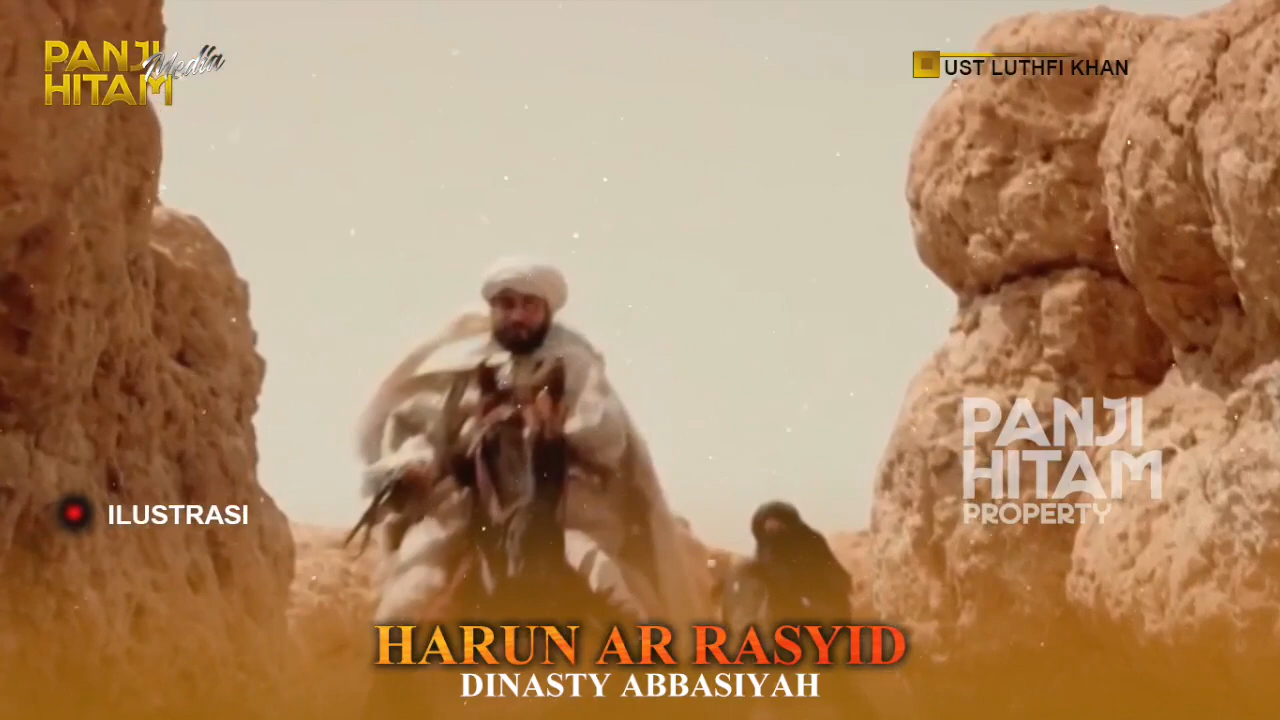 PANJI
HITAM
Media
UST LUTHFI KHAN
PANJI
HITAM
PROPERTY
ILUSTRASI
HARUN AR RASYID
DINASTY ABBASIYAH